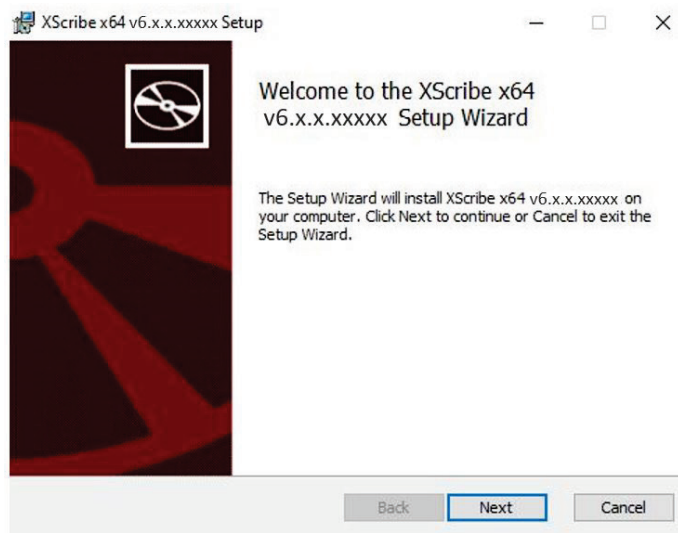 XScribe x64 v6.x.x.xxxxx Setup
Welcome to the XScribe x64
v6.x.x.xxxxx Setup Wizard
The Setup Wizard will install XScribe x64 v6.x.x.xxxxx on
your computer. Click Next to continue or Cancel to exit the
Setup Wizard.
Back Next Cancel